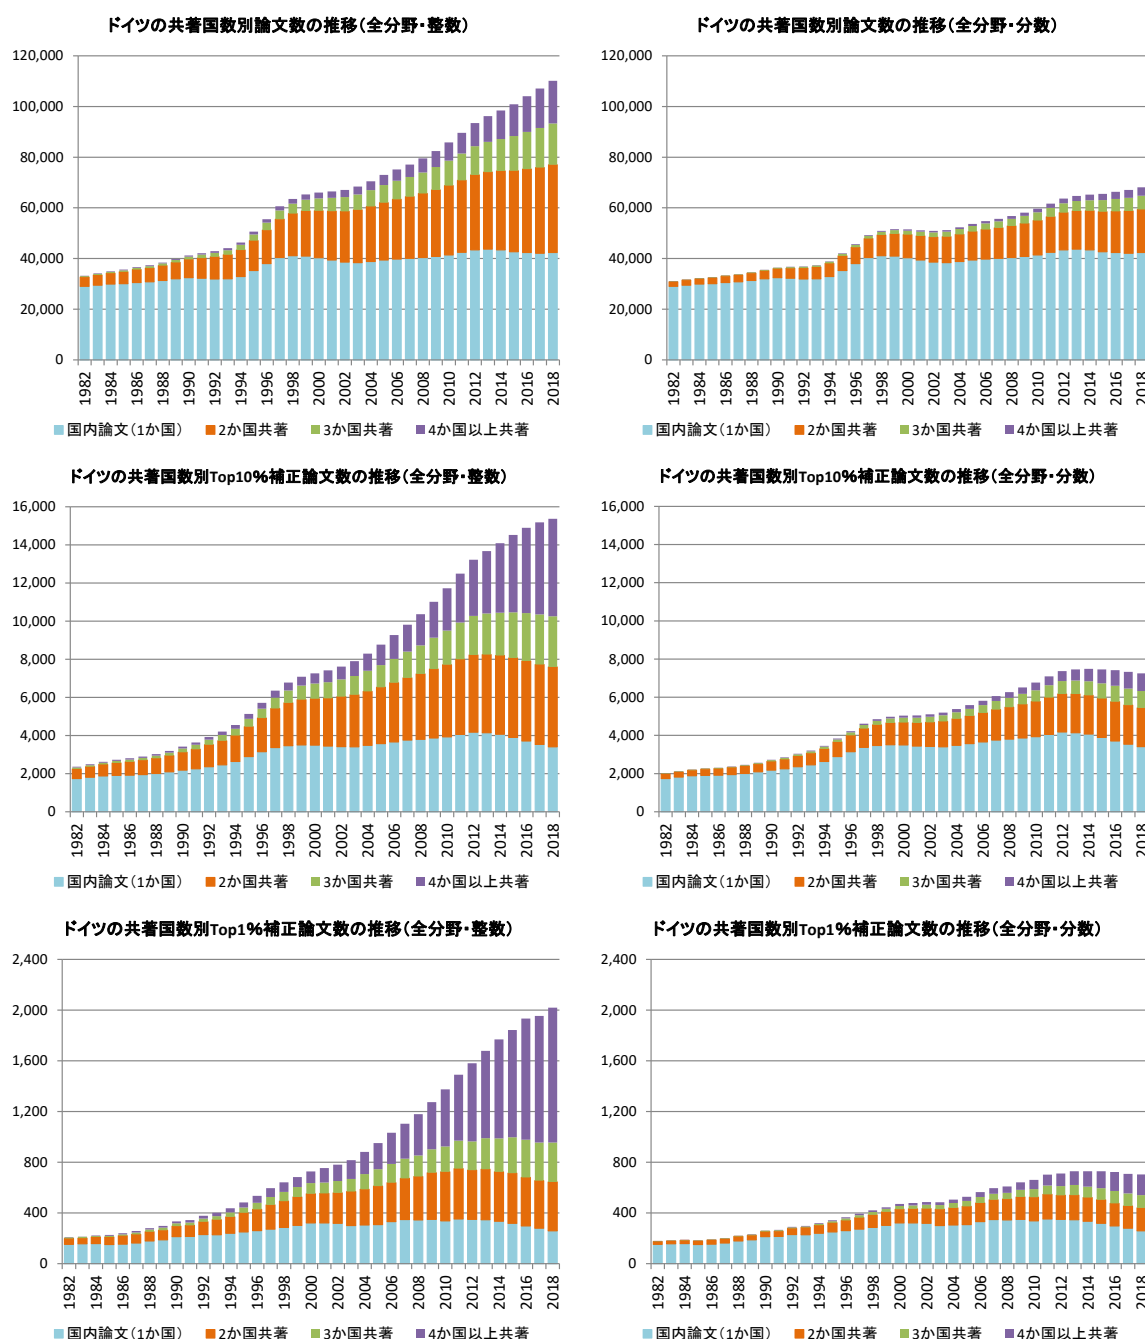 ドイツの共著国数別論文数の推移(全分野・整数)
120,000
100,000
80,000
60,000
40,000
20,000
0
1982 1984 1986 1988 1990 1992 1994 1996 1998 2000 2002 2004 2006 2008 2010 2012 2014 2016 2018
国内論文(1か国) 2か国共著 3か国共著 4か国以上共著
ドイツの共著国数別論文数の推移(全分野・分数)
120,000
100,000
80,000
60,000
40,000
20,000
0
1982 1984 1986 1988 1990 1992 1994 1996 1998 2000 2002 2004 2006 2008 2010 2012 2014 2016 2018
国内論文(1か国) 2か国共著 3か国共著 4か国以上共著
ドイツの共著国数別Top10%補正論文数の推移(全分野・整数)
16,000
14,000
12,000
10,000
8,000
6,000
4,000
2,000
0
1982 1984 1986 1988 1990 1992 1994 1996 1998 2000 2002 2004 2006 2008 2010 2012 2014 2016 2018
国内論文(1か国) 2か国共著 3か国共著 4か国以上共著
ドイツの共著国数別Top10%補正論文数の推移(全分野・分数)
16,000
14,000
12,000
10,000
8,000
6,000
4,000
2,000
0
1982 1984 1986 1988 1990 1992 1994 1996 1998 2000 2002 2004 2006 2008 2010 2012 2014 2016 2018
国内論文(1か国) 2か国共著 3か国共著 4か国以上共著
ドイツの共著国数別Top1%補正論文数の推移(全分野・整数)
2,400
2,000
1,600
1,200
800
400
0
1982 1984 1986 1988 1990 1992 1994 1996 1998 2000 2002 2004 2006 2008 2010 2012 2014 2016 2018
国内論文(1か国) 2か国共著 3か国共著 4か国以上共著
ドイツの共著国数別Top1%補正論文数の推移(全分野・分数)
2,400
2,000
1,600
1,200
800
400
0
1982 1984 1986 1988 1990 1992 1994 1996 1998 2000 2002 2004 2006 2008 2010 2012 2014 2016 2018
国内論文(1か国) 2か国共著 3か国共著 4か国以上共著